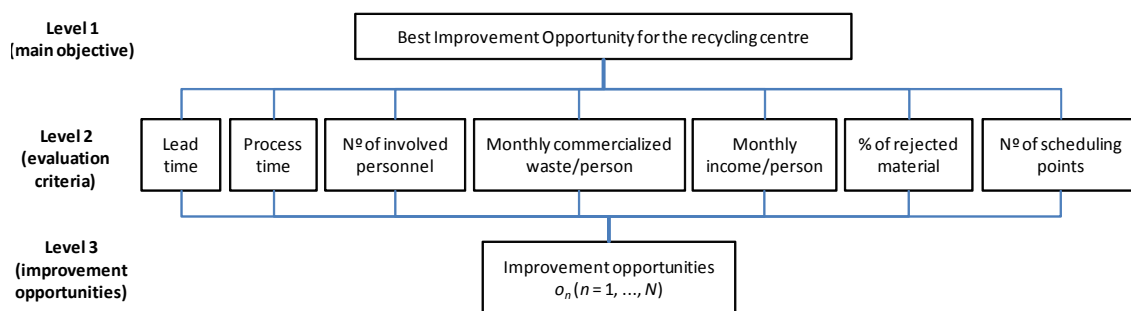 Level 1
(main objective)
Best Improvement Opportunity for the recycling centre
Level 2
(evaluation
criteria)
Lead
time
Process
time
Nº of involved
personnel
Monthly commercialized
waste/person
Monthly
income/person
% of rejected
material
Nº of scheduling
points
Level 3
(improvement
opportunities)
Improvement opportunities
oₙ (n = 1, ..., N)